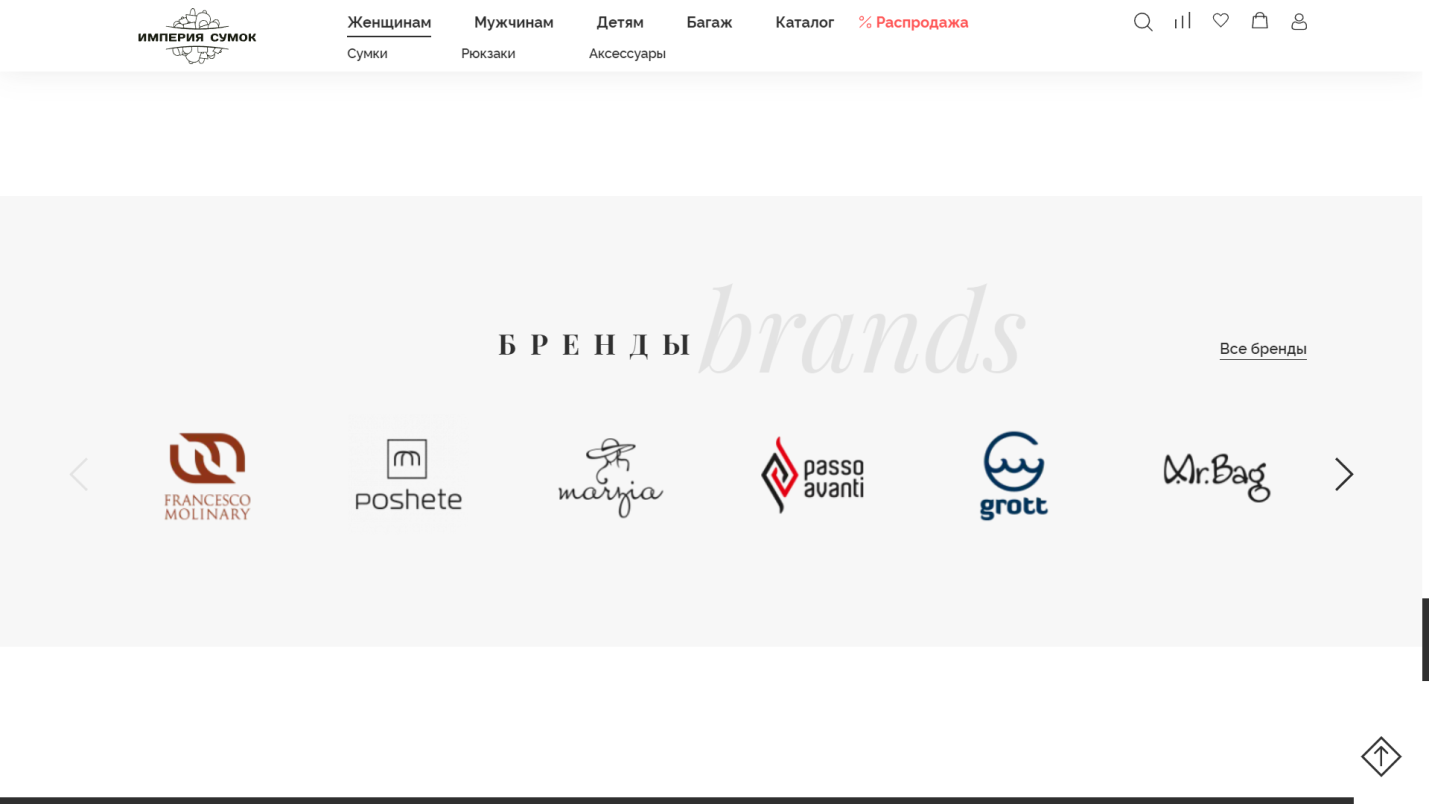 ИМПЕРИЯ СУМОК
Женщинам Мужчинам Детям Багаж Каталог % Распродажа
Сумки Рюкзаки Аксессуары
БРЕНДЫ brands
Все бренды
FRANCESCO MOLINARY
poshete
marzia
passo avanti
grott
Mr.Bag